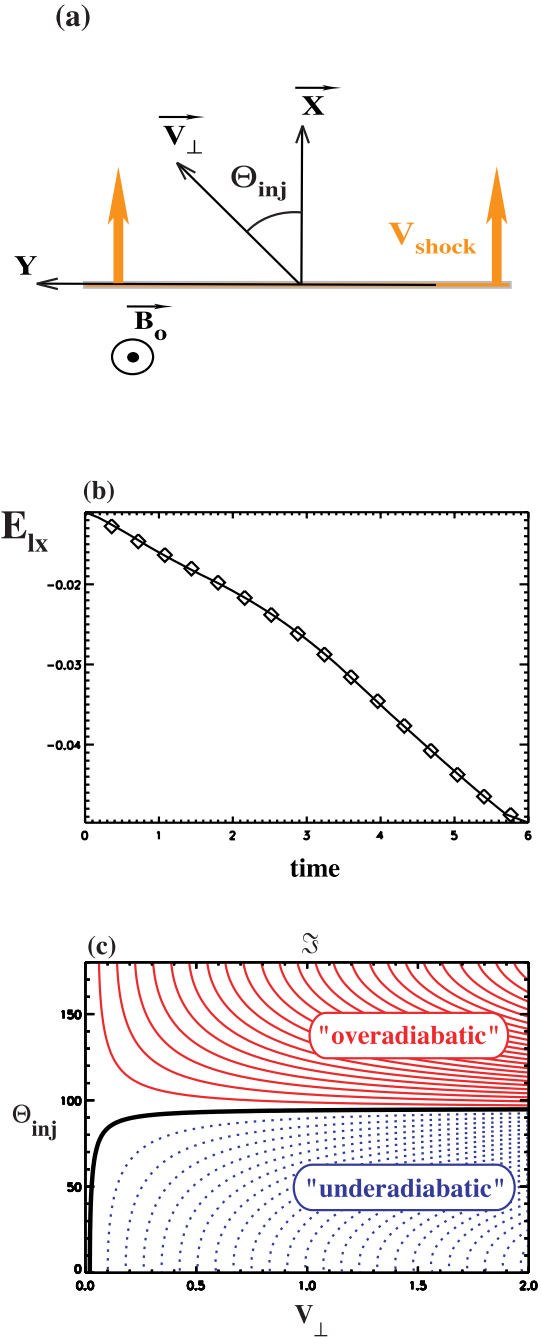 (a)
X
V⊥
Θinj
Vshock
Y
Bo
(b)
Elx
-0.02
-0.03
-0.04
0 1 2 3 4 5 6
time
(c) ℑ
150
"overadiabatic"
100
Θinj
50
"underadiabatic"
0
0.0 0.5 1.0 1.5 2.0
V⊥